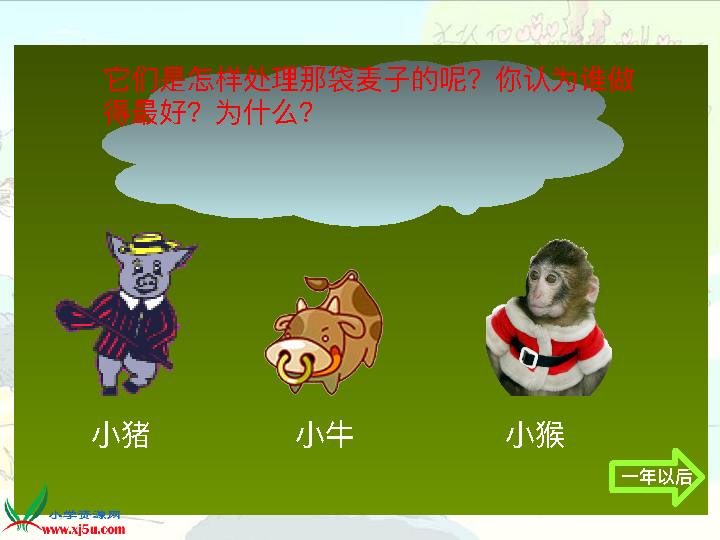 它们是怎样处理那袋麦子的呢？你认为谁做
得最好？为什么？
小猪
小牛
小猴
一年以后
小学资源网
www.xj5u.com